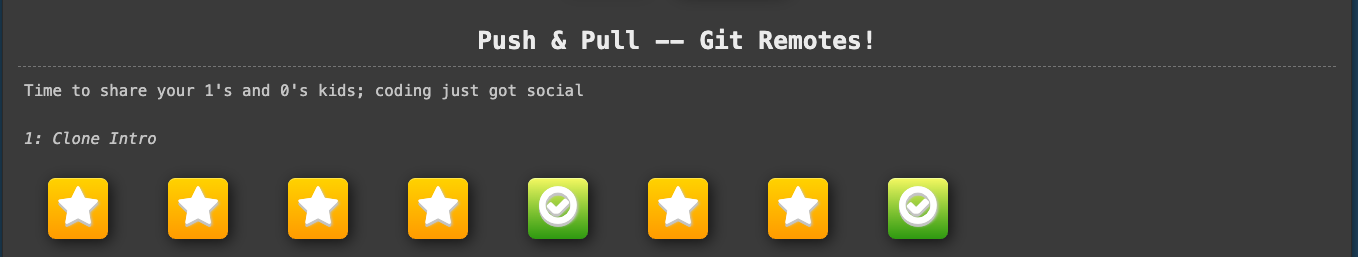 Push & Pull -- Git Remotes!
Time to share your 1's and 0's kids; coding just got social
1: Clone Intro